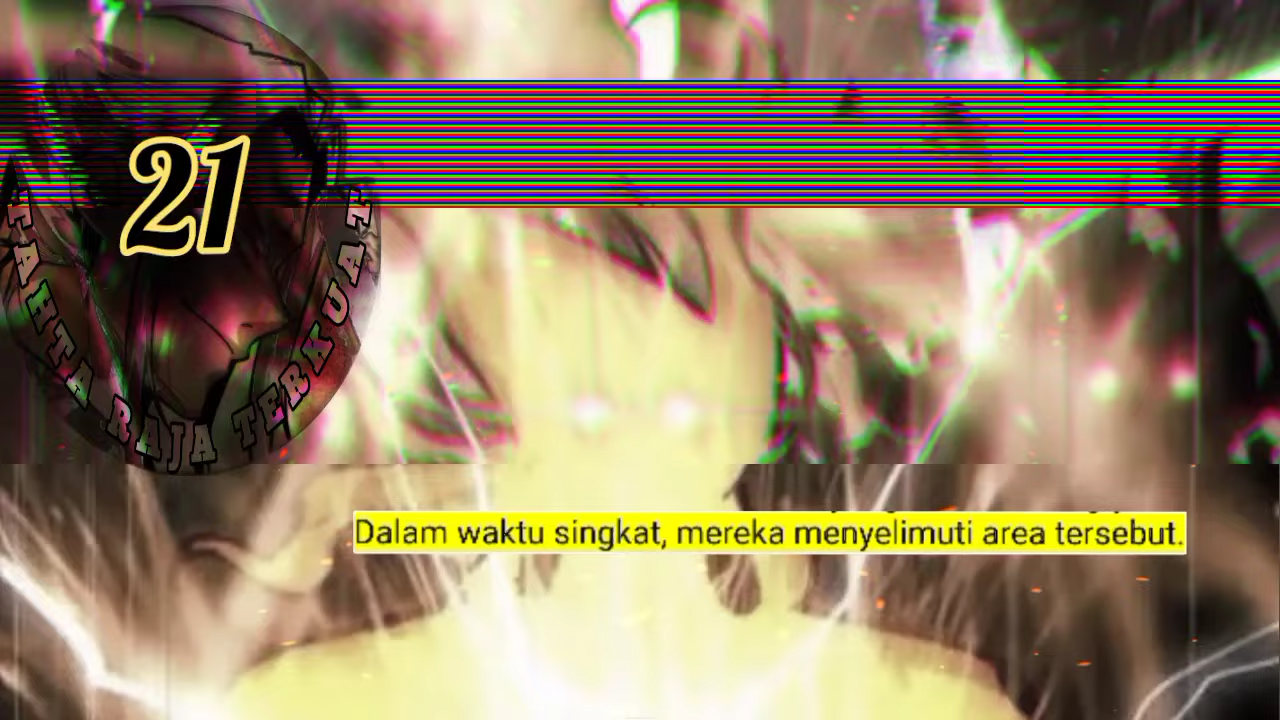 21
TAHTA RAJA TERKUAT
Dalam waktu singkat, mereka menyelimuti area tersebut.